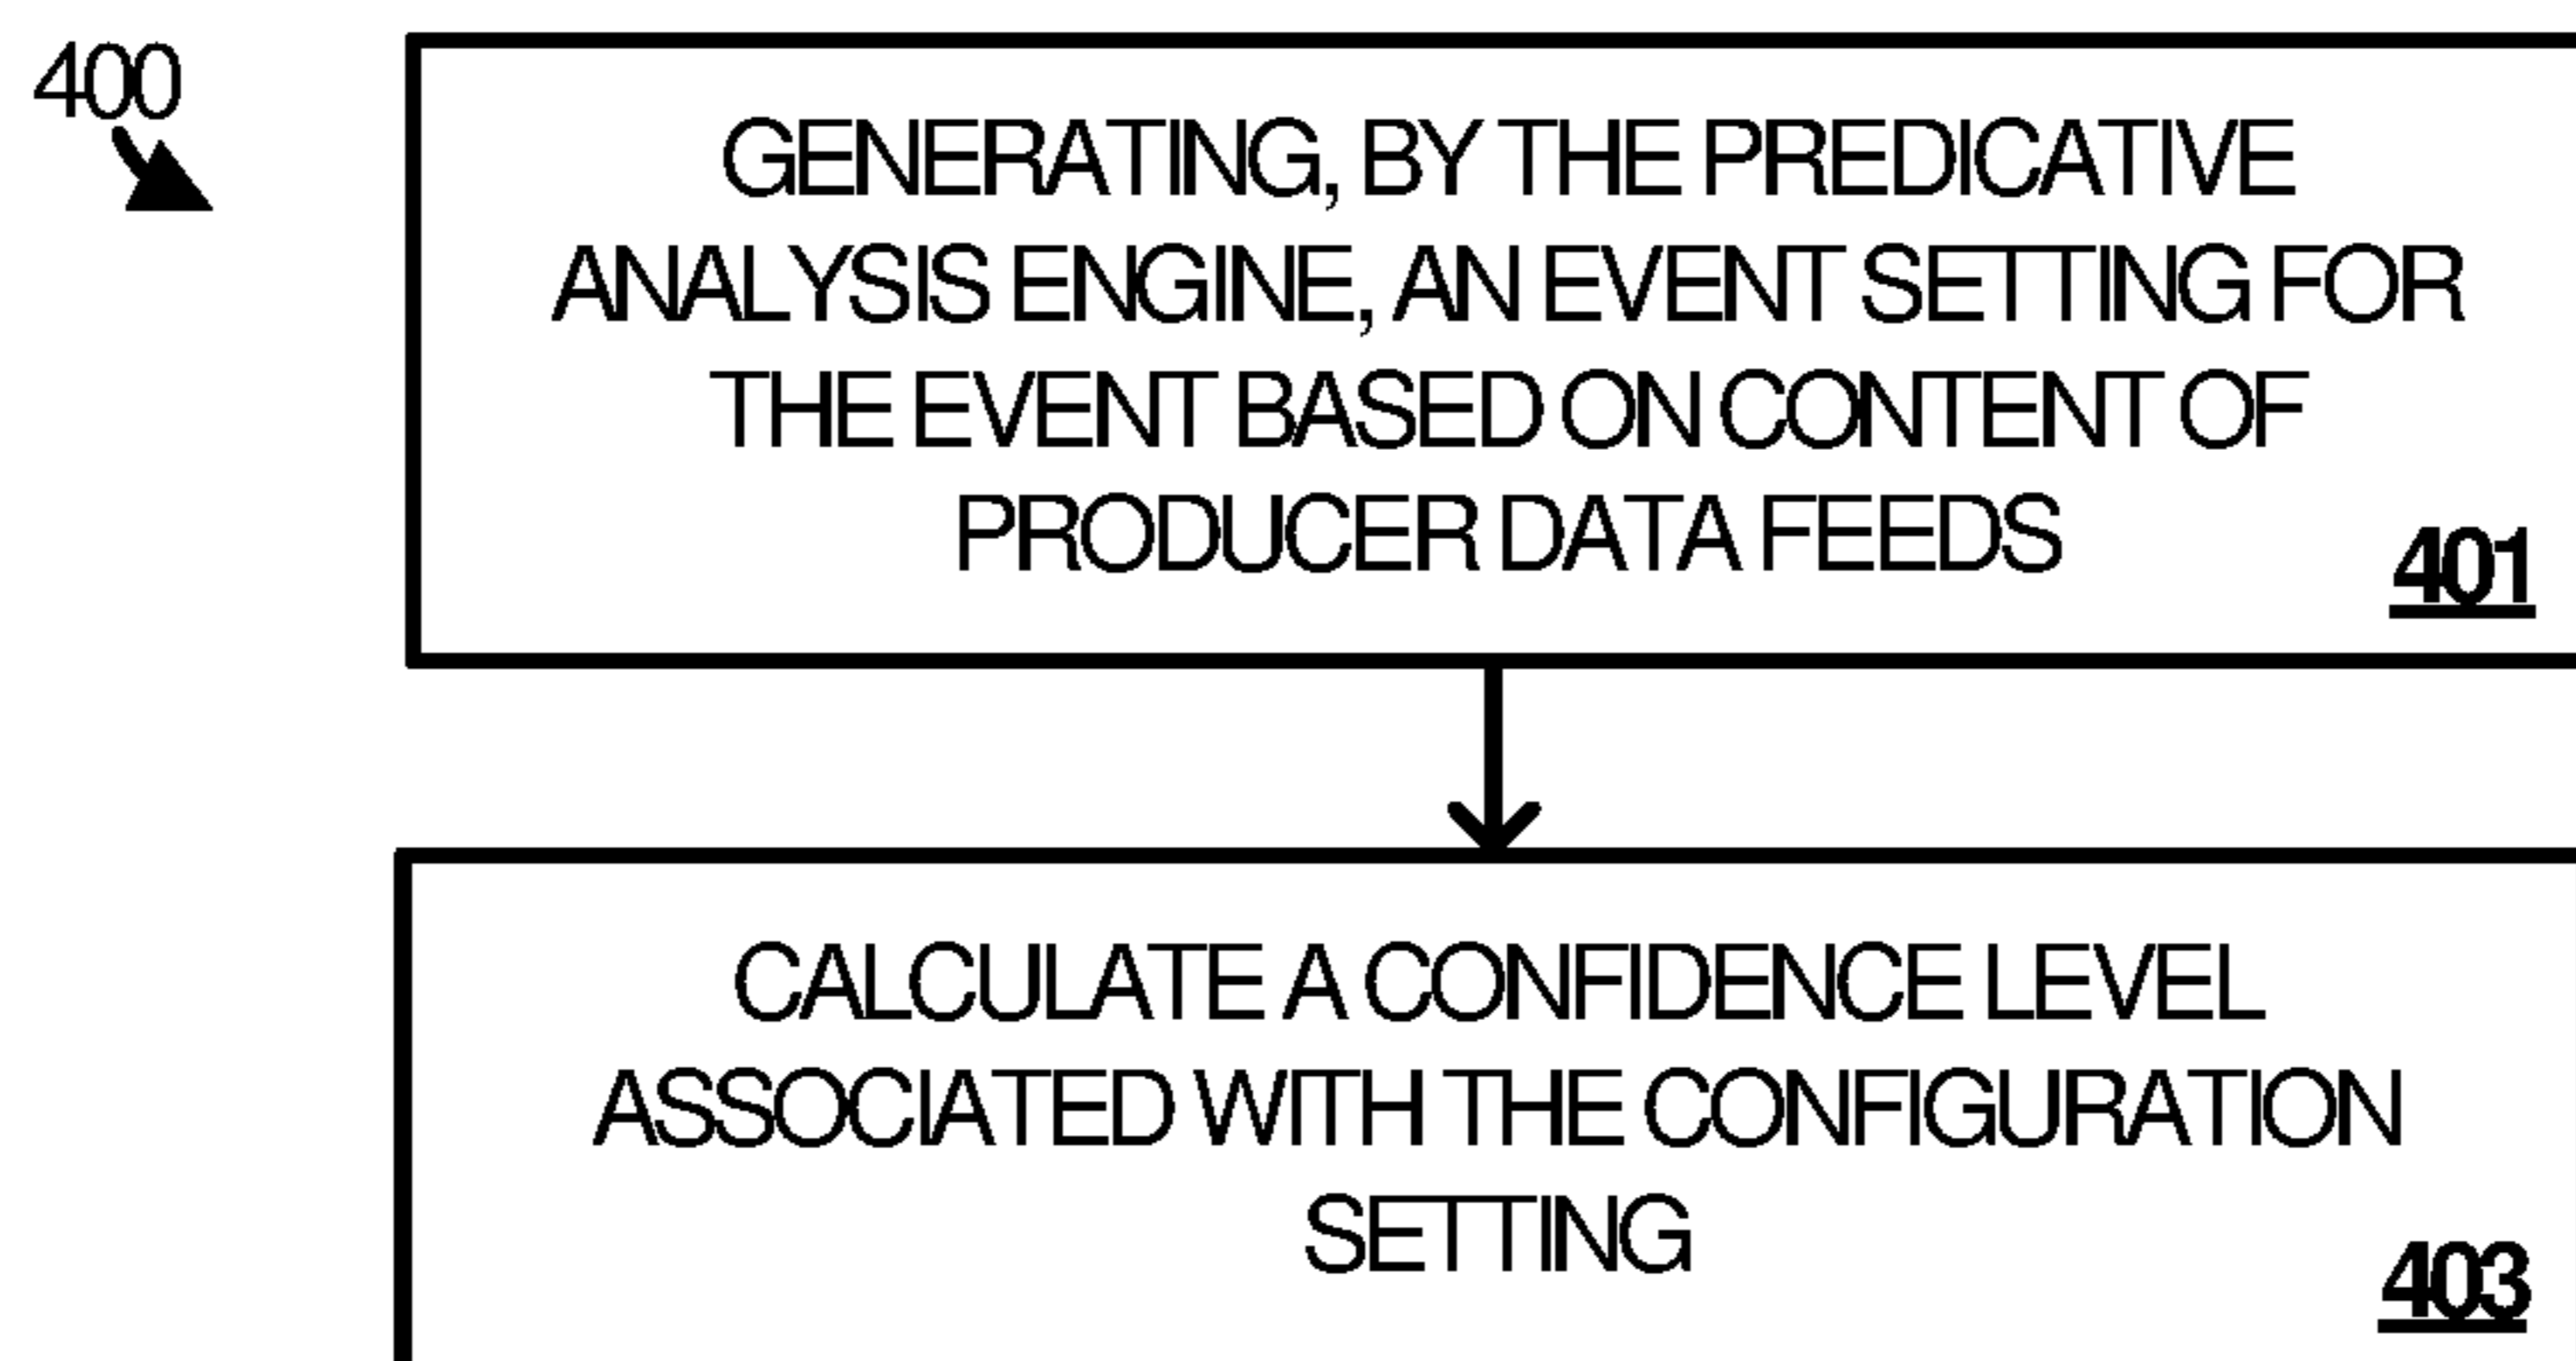 400
GENERATING, BY THE PREDICATIVE
ANALYSIS ENGINE, AN EVENT SETTING FOR
THE EVENT BASED ON CONTENT OF
PRODUCER DATA FEEDS
401
CALCULATE A CONFIDENCE LEVEL
ASSOCIATED WITH THE CONFIGURATION
SETTING
403